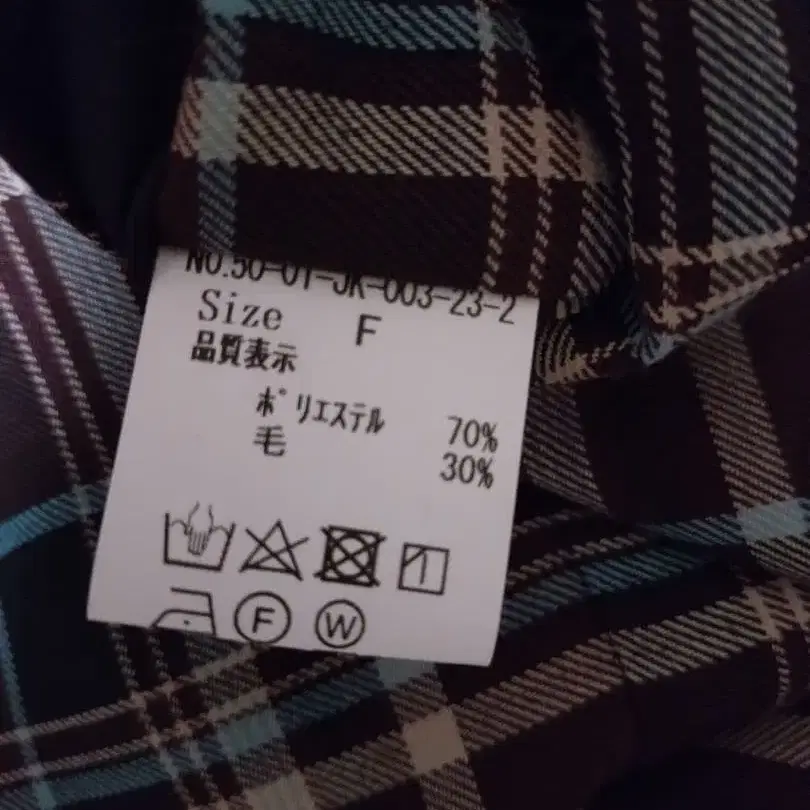 NO.50-01-JK-003-23-2
Size F
品質表示
ポリエステル 70%
毛 30%
F W